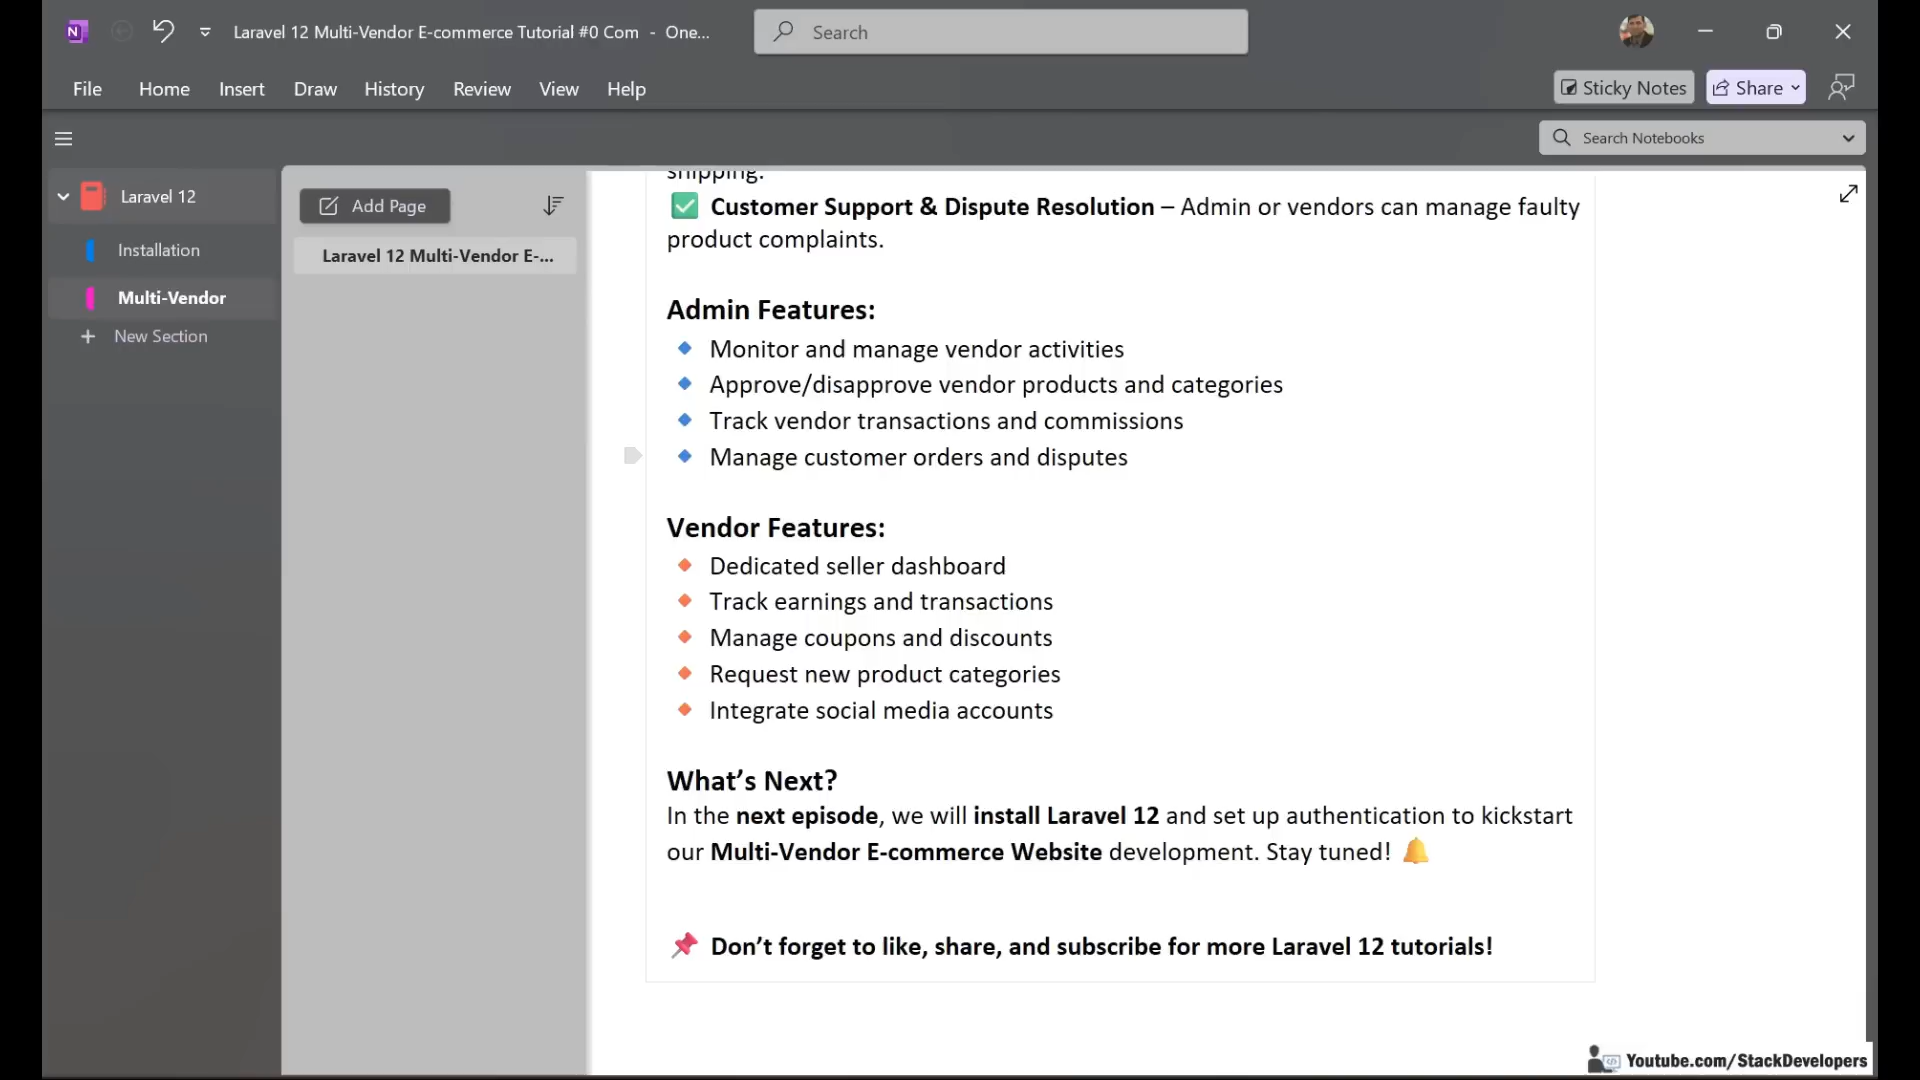 Laravel 12 Multi-Vendor E-commerce Tutorial #0 Com - One...
Search
File Home Insert Draw History Review View Help
Sticky Notes
Share
Search Notebooks
Laravel 12
Installation
Multi-Vendor
New Section
Add Page
Laravel 12 Multi-Vendor E-...
shipping.
✅ Customer Support & Dispute Resolution – Admin or vendors can manage faulty
product complaints.
Admin Features:
🔹 Monitor and manage vendor activities
🔹 Approve/disapprove vendor products and categories
🔹 Track vendor transactions and commissions
🔹 Manage customer orders and disputes
Vendor Features:
🔸 Dedicated seller dashboard
🔸 Track earnings and transactions
🔸 Manage coupons and discounts
🔸 Request new product categories
🔸 Integrate social media accounts
What’s Next?
In the next episode, we will install Laravel 12 and set up authentication to kickstart
our Multi-Vendor E-commerce Website development. Stay tuned! 🔔
📌 Don’t forget to like, share, and subscribe for more Laravel 12 tutorials!
Youtube.com/StackDevelopers